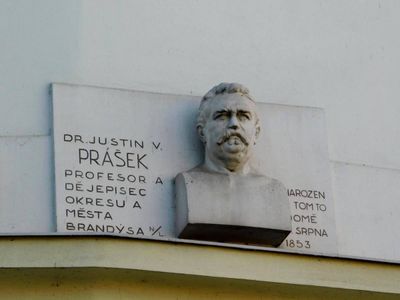 DR. JUSTIN V.
PRÁŠEK
PROFESOR A
DĚJEPISEC
OKRESU A
MĚSTA
BRANDÝSA N/L
NAROZEN
TOMTO
DOMĚ
SRPNA
1853